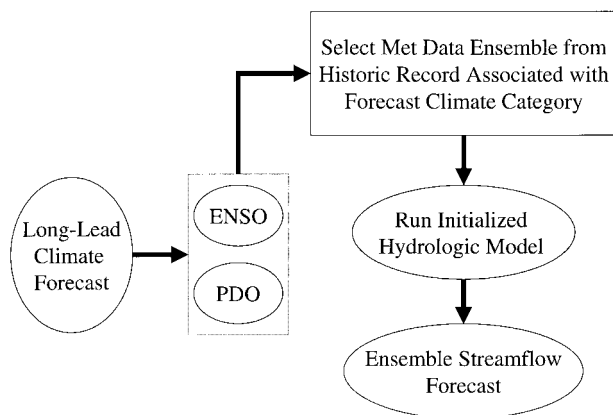 Long-Lead
Climate
Forecast
ENSO
PDO
Select Met Data Ensemble from
Historic Record Associated with
Forecast Climate Category
Run Initialized
Hydrologic Model
Ensemble Streamflow
Forecast